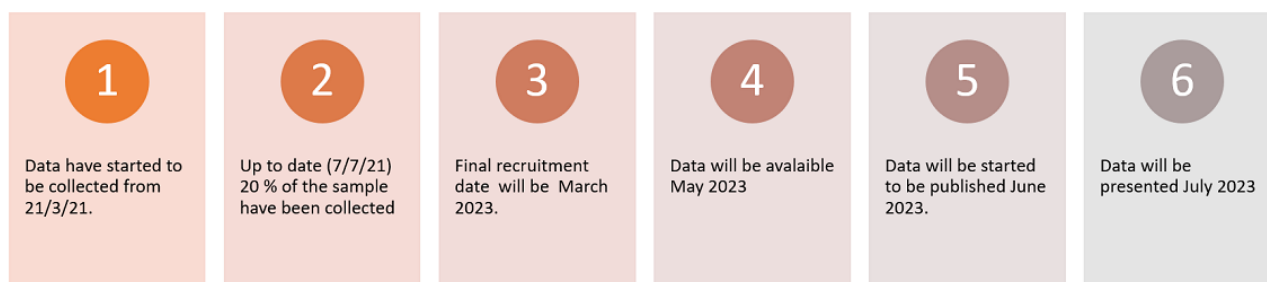 1
Data have started to
be collected from
21/3/21.
2
Up to date (7/7/21)
20 % of the sample
have been collected
3
Final recruitment
date  will be  March
2023.
4
Data will be avalaible
May 2023
5
Data will be started
to be published June
2023.
6
Data will be
presented July 2023